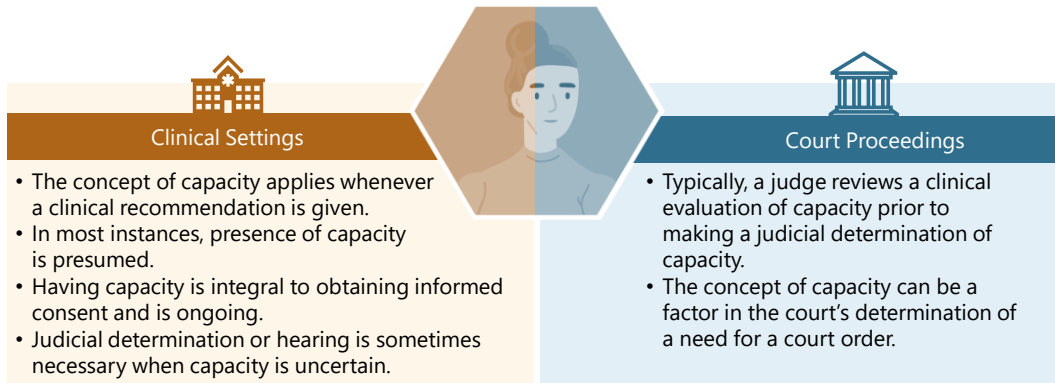 Clinical Settings
• The concept of capacity applies whenever
a clinical recommendation is given.
• In most instances, presence of capacity
is presumed.
• Having capacity is integral to obtaining informed
consent and is ongoing.
• Judicial determination or hearing is sometimes
necessary when capacity is uncertain.
Court Proceedings
• Typically, a judge reviews a clinical
evaluation of capacity prior to
making a judicial determination of
capacity.
• The concept of capacity can be a
factor in the court’s determination of
a need for a court order.